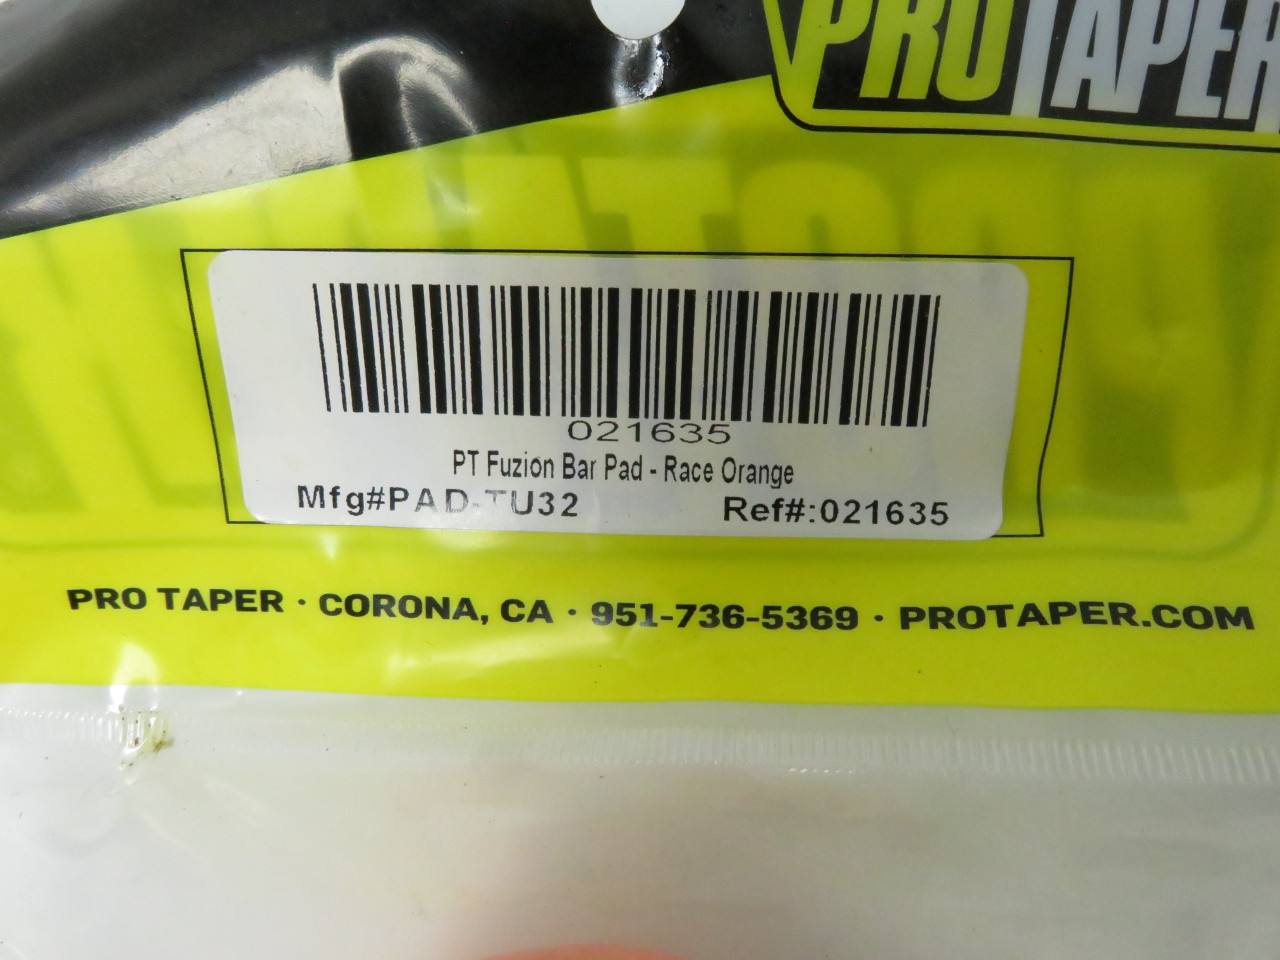 PROTAPER
021635
PT Fuzion Bar Pad - Race Orange
Mfg#PAD-TU32 Ref#:021635
PRO TAPER · CORONA, CA · 951-736-5369 · PROTAPER.COM